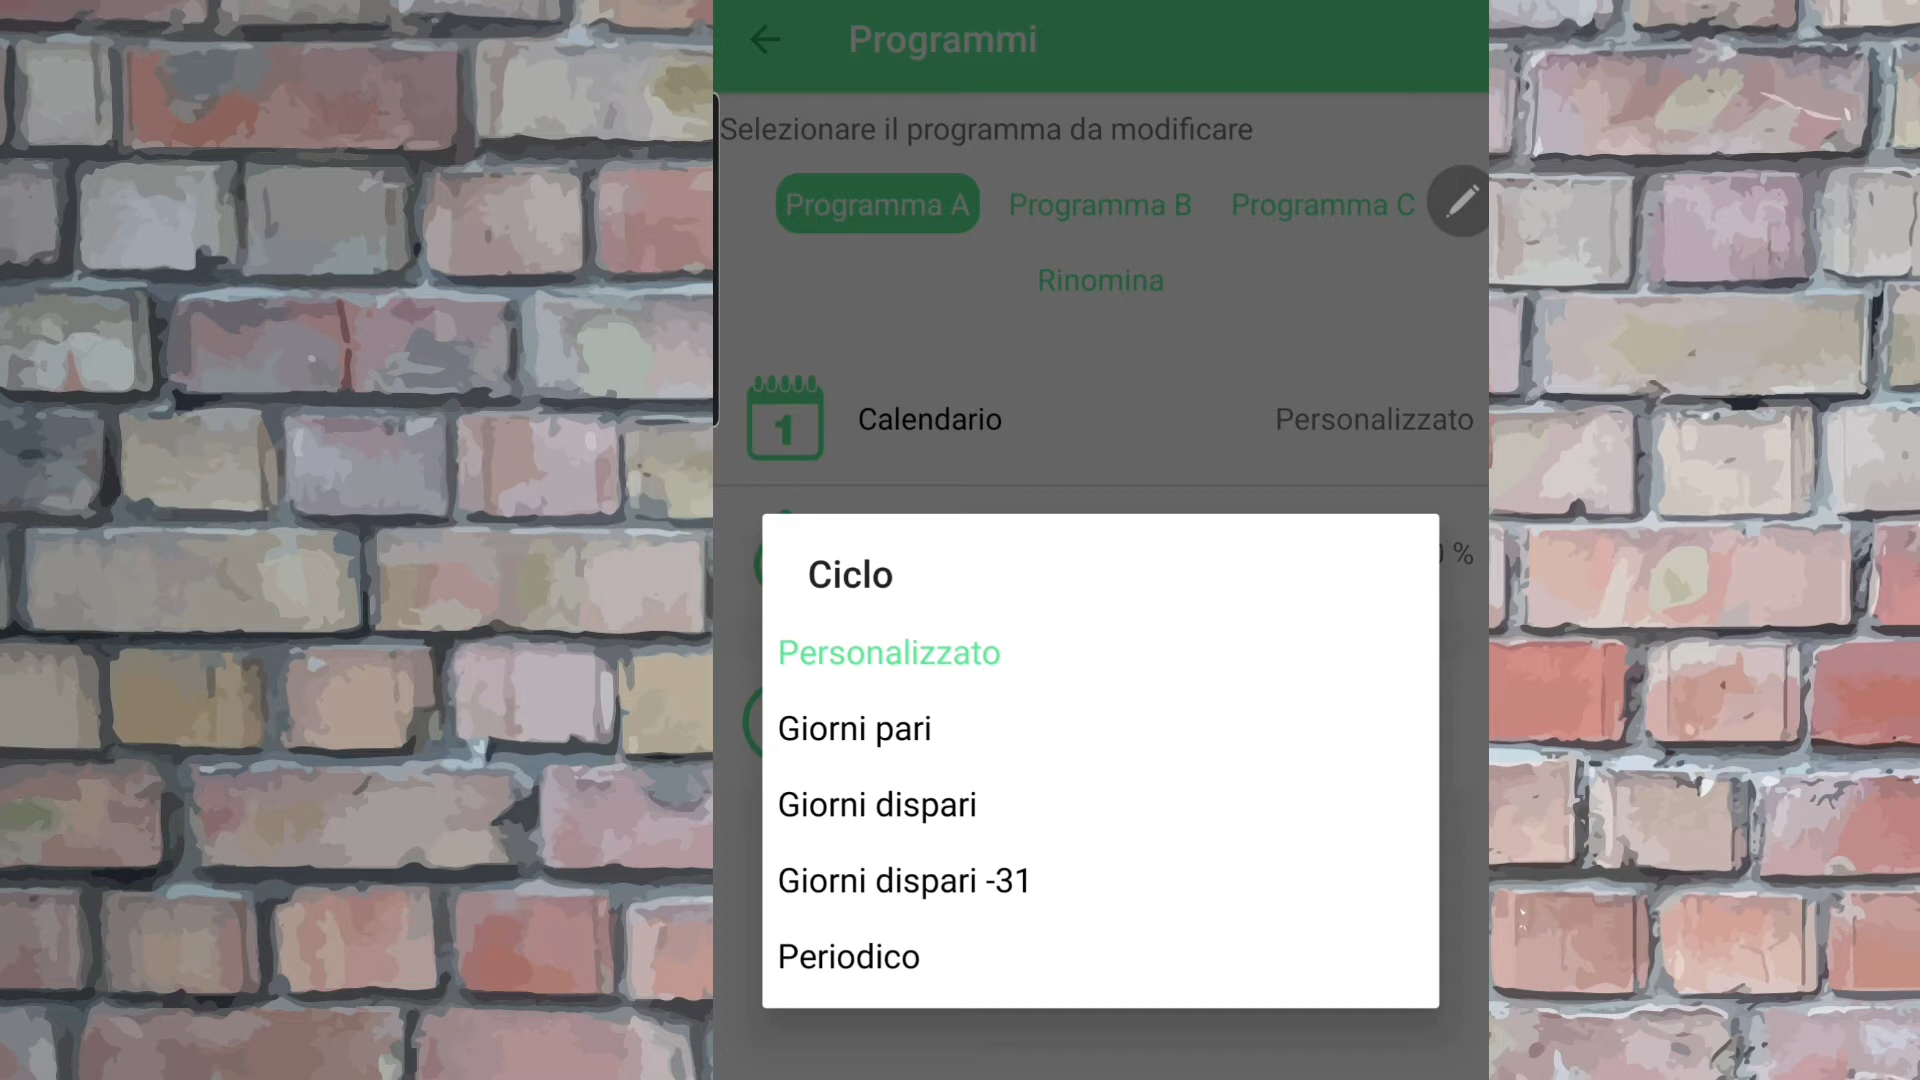 Programmi
Selezionare il programma da modificare
Programma A Programma B Programma C
Rinomina
1 Calendario Personalizzato
%
Ciclo
Personalizzato
Giorni pari
Giorni dispari
Giorni dispari -31
Periodico